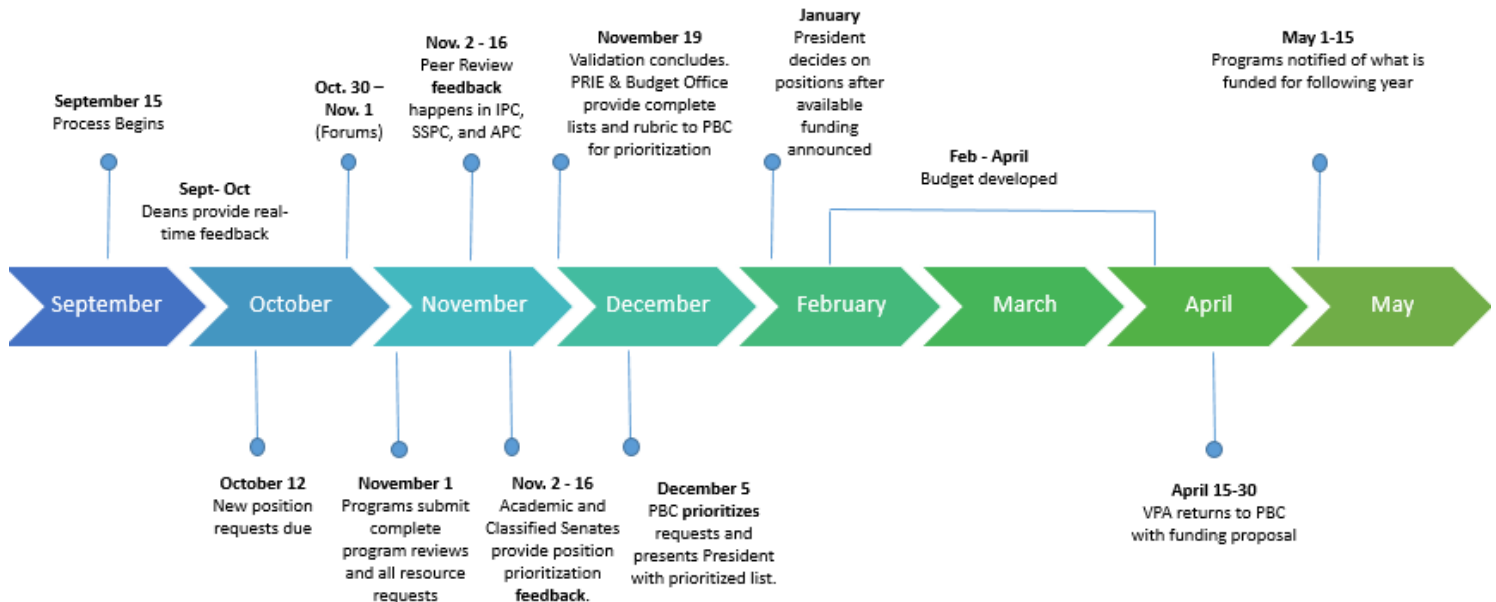 September 15
Process Begins
Sept- Oct
Deans provide real-
time feedback
Oct. 30 –
Nov. 1
(Forums)
Nov. 2 - 16
Peer Review
feedback
happens in IPC,
SSPC, and APC
November 19
Validation concludes.
PRIE & Budget Office
provide complete
lists and rubric to PBC
for prioritization
January
President
decides on
positions after
available
funding
announced
Feb - April
Budget developed
May 1-15
Programs notified of what is
funded for following year
September
October
November
December
February
March
April
May
October 12
New position
requests due
November 1
Programs submit
complete
program reviews
and all resource
requests
Nov. 2 - 16
Academic and
Classified Senates
provide position
prioritization
feedback.
December 5
PBC prioritizes
requests and
presents President
with prioritized list.
April 15-30
VPA returns to PBC
with funding proposal